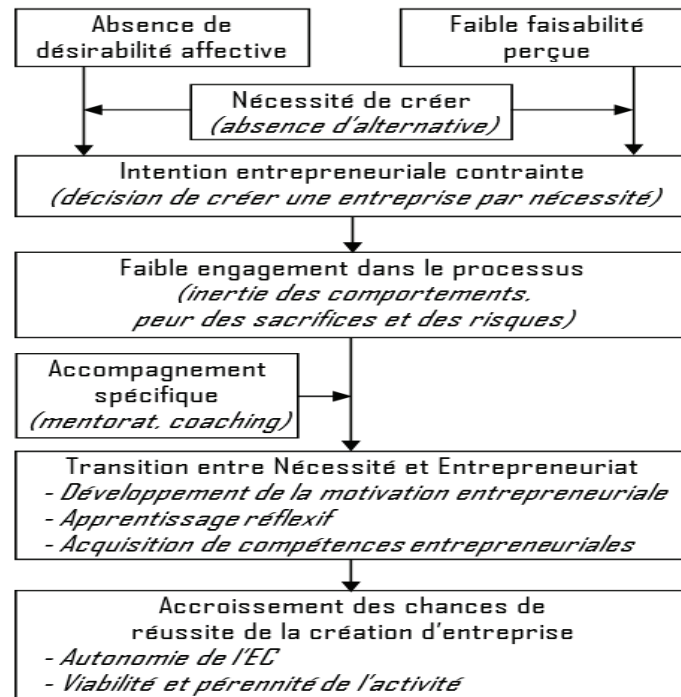 Absence de
désirabilité affective
Faible faisabilité
perçue
Nécessité de créer
(absence d'alternative)
Intention entrepreneuriale contrainte
(décision de créer une entreprise par nécessité)
Faible engagement dans le processus
(inertie des comportements,
peur des sacrifices et des risques)
Accompagnement
spécifique
(mentorat, coaching)
Transition entre Nécessité et Entrepreneuriat
- Développement de la motivation entrepreneuriale
- Apprentissage réflexif
- Acquisition de compétences entrepreneuriales
Accroissement des chances de
réussite de la création d'entreprise
- Autonomie de l'EC
- Viabilité et pérennité de l'activité